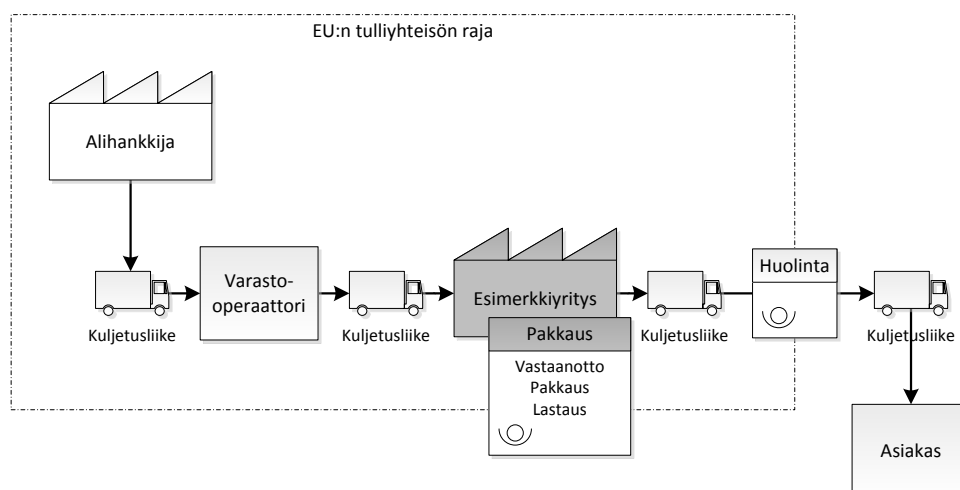 EU:n tulliyhteisön raja
Alihankkija
Kuljetusliike
Varasto-
operaattori
Kuljetusliike
Esimerkkiyritys
Pakkaus
Vastaanotto
Pakkaus
Lastaus
Kuljetusliike
Huolinta
Kuljetusliike
Asiakas